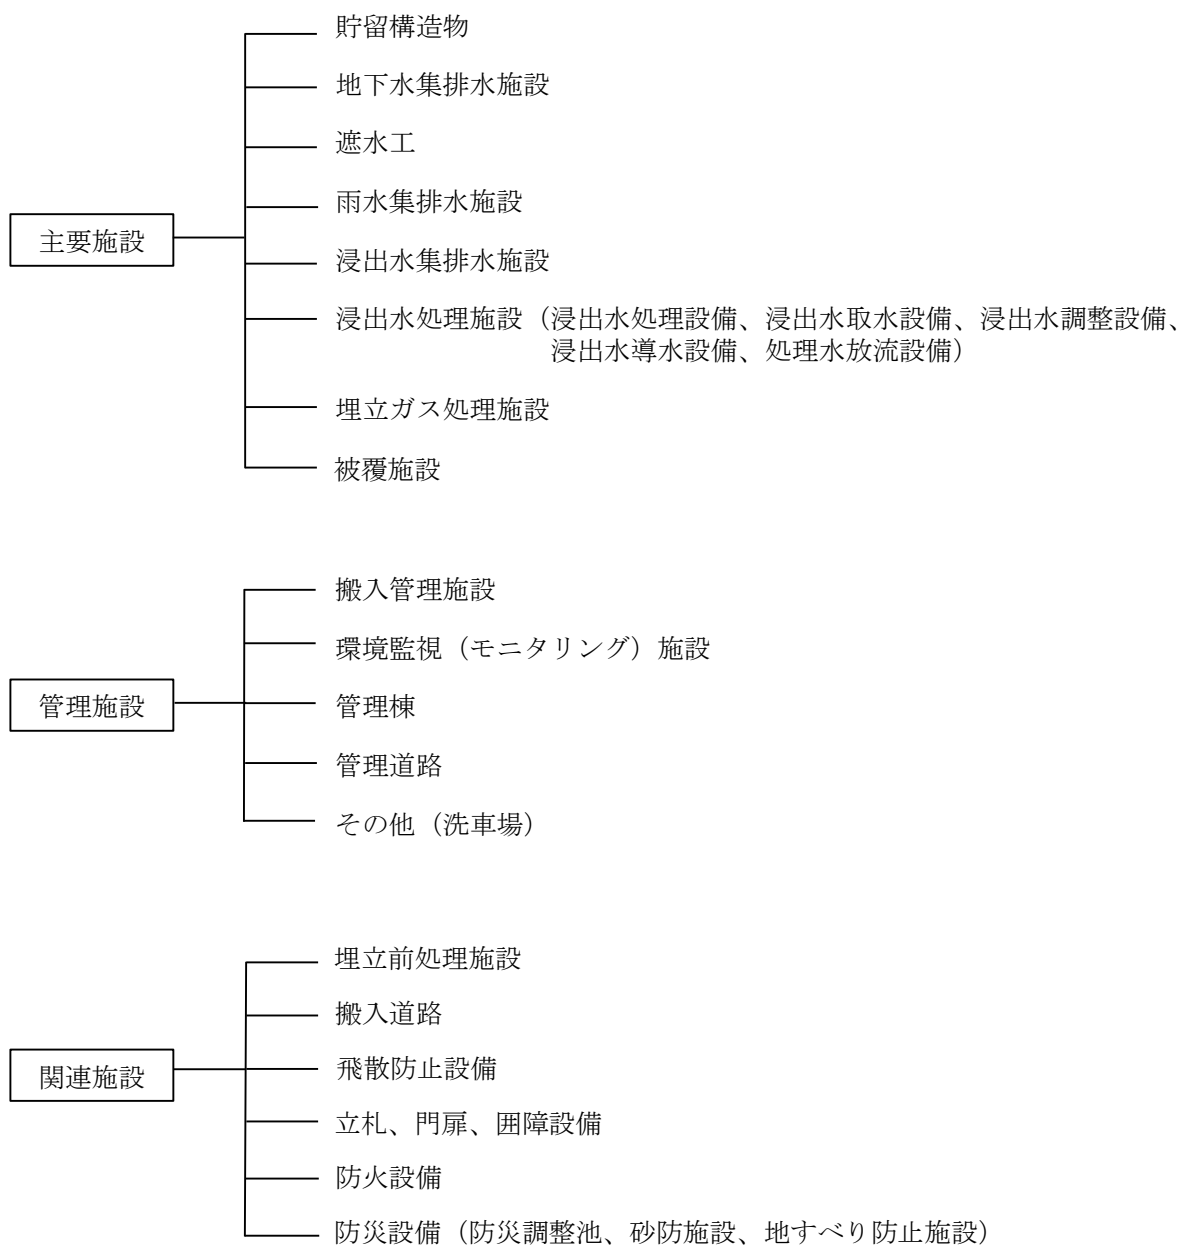 貯留構造物
地下水集排水施設
遮水工
雨水集排水施設
主要施設
浸出水集排水施設
浸出水処理施設（浸出水処理設備、浸出水取水設備、浸出水調整設備、
浸出水導水設備、処理水放流設備）
埋立ガス処理施設
被覆施設
搬入管理施設
環境監視（モニタリング）施設
管理施設
管理棟
管理道路
その他（洗車場）
埋立前処理施設
搬入道路
関連施設
飛散防止設備
立札、門扉、囲障設備
防火設備
防災設備（防災調整池、砂防施設、地すべり防止施設）